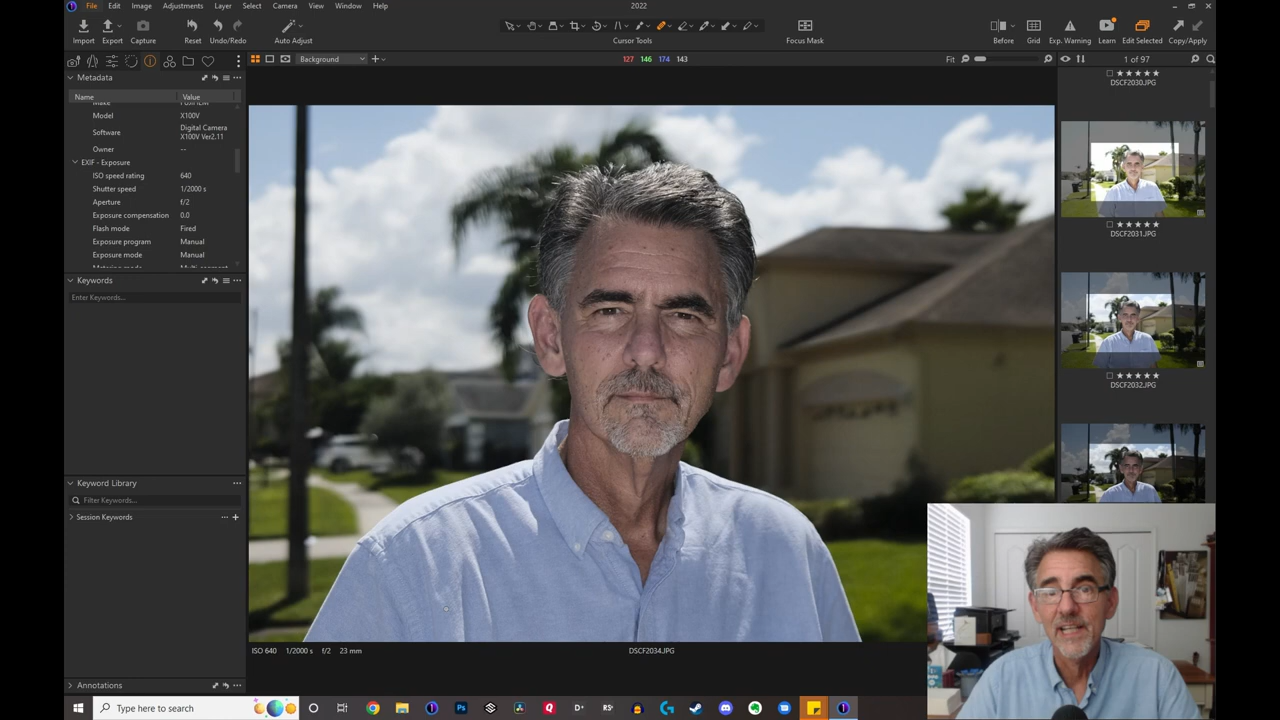 File Edit Image Adjustments Layer Select Camera View Window Help
2022
Import Export Capture Reset Undo/Redo Auto Adjust Cursor Tools Focus Mask Before Grid Exp. Warning Learn Edit Selected Copy/Apply
Background 127 146 174 143 Fit 1 of 97
Metadata
Name Value
Model X100V
Software Digital Camera X100V Ver2.11
Owner --
EXIF - Exposure
ISO speed rating 640
Shutter speed 1/2000 s
Aperture f/2
Exposure compensation 0.0
Flash mode Fired
Exposure program Manual
Exposure mode Manual
Keywords
Enter Keywords...
Keyword Library
Filter Keywords...
Session Keywords
Annotations
DSCF2030.JPG
DSCF2031.JPG
DSCF2032.JPG
ISO 640 1/2000 s f/2 23 mm DSCF2034.JPG
Type here to search